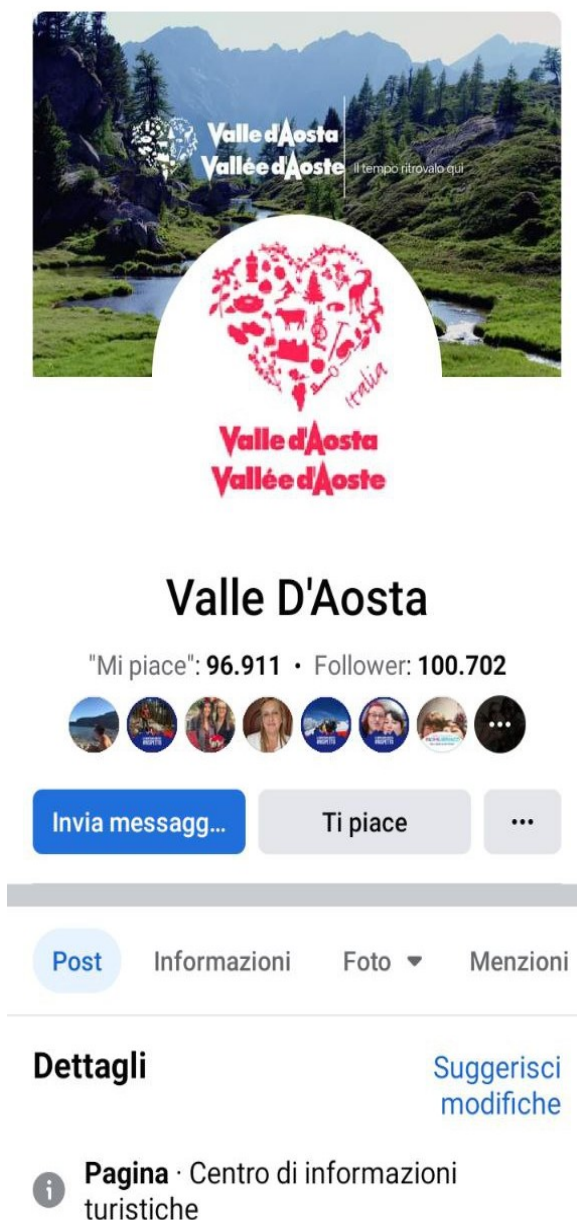 Valle d'Aosta
Vallée d'Aoste
Il tempo ritrovalo qui
Italia
Valle d'Aosta
Vallée d'Aoste
Valle D'Aosta
"Mi piace": 96.911 · Follower: 100.702
Invia messagg...
Ti piace
Post Informazioni Foto Menzioni
Dettagli
Suggerisci
modifiche
Pagina · Centro di informazioni
turistiche